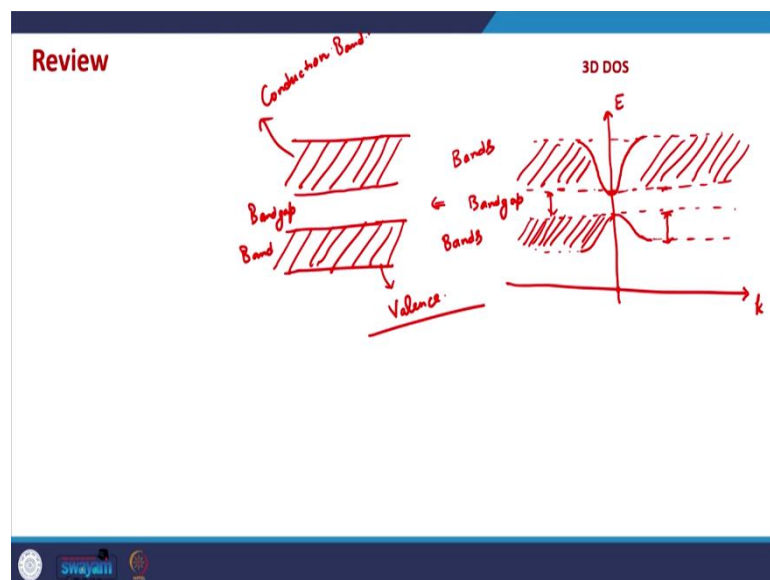 Review
3D DOS
Conduction Band.
E
Bands
Bandgap
← Bandgap
Band
Bands
Valence.
k
swayam